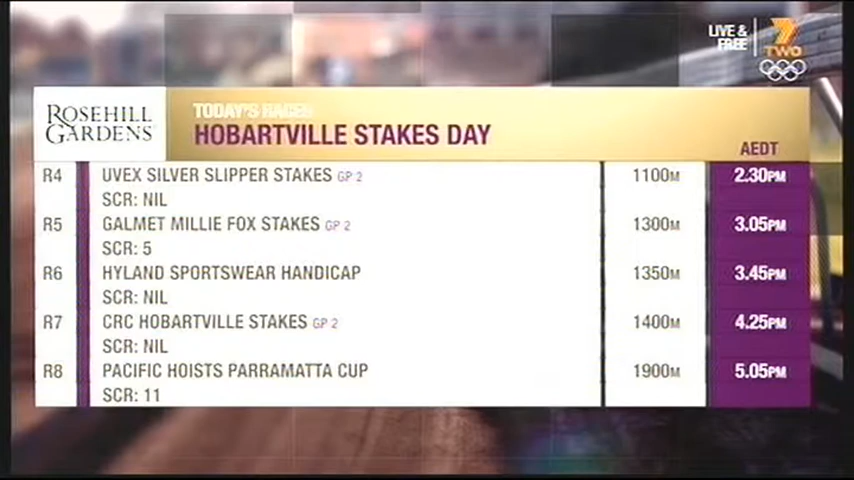 LIVE &
FREE
7
TWO
ROSEHILL
GARDENS
TODAY'S RACES
HOBARTVILLE STAKES DAY
AEDT
R4 UVEX SILVER SLIPPER STAKES GP 2 1100M 2.30PM
SCR: NIL
R5 GALMET MILLIE FOX STAKES GP 2 1300M 3.05PM
SCR: 5
R6 HYLAND SPORTSWEAR HANDICAP 1350M 3.45PM
SCR: NIL
R7 CRC HOBARTVILLE STAKES GP 2 1400M 4.25PM
SCR: NIL
R8 PACIFIC HOISTS PARRAMATTA CUP 1900M 5.05PM
SCR: 11